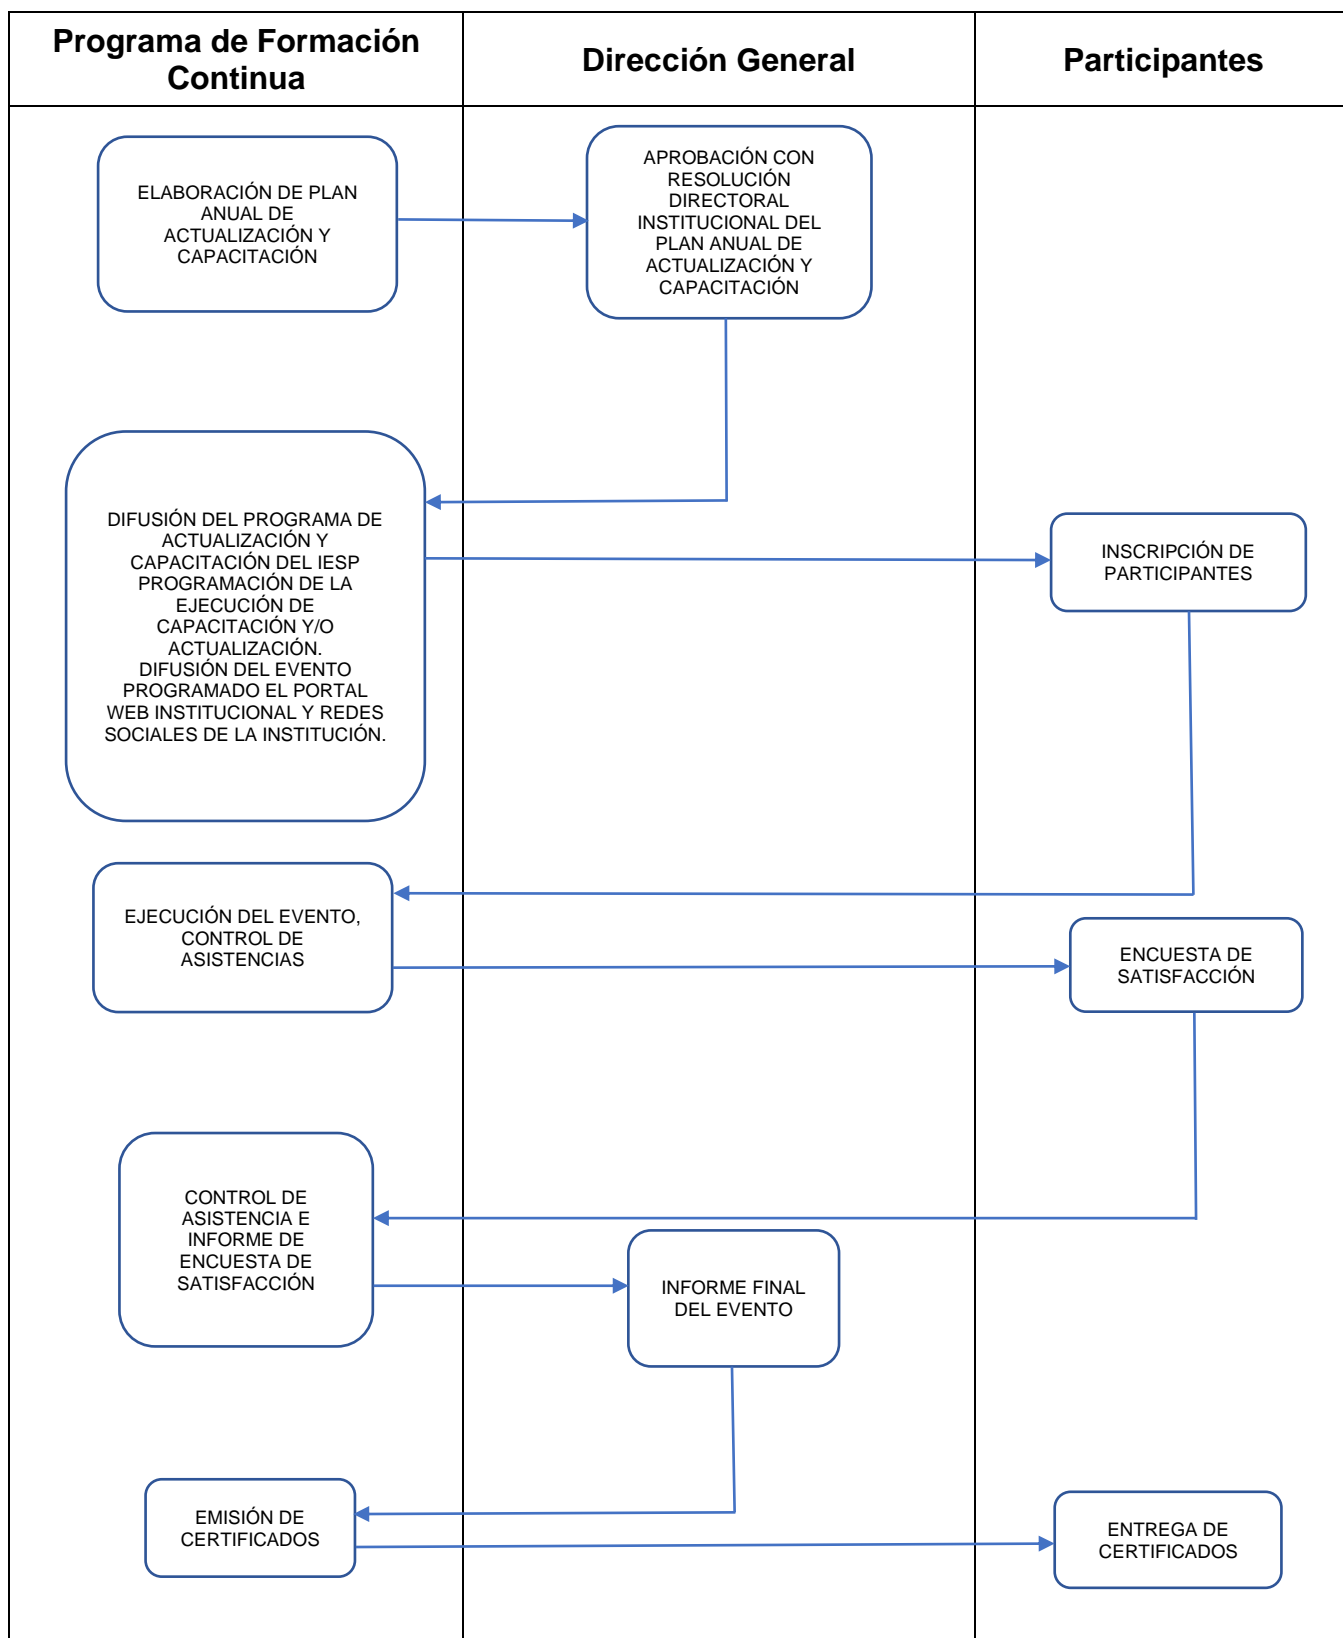 Programa de Formación
Continua
Dirección General
Participantes
ELABORACIÓN DE PLAN
ANUAL DE
ACTUALIZACIÓN Y
CAPACITACIÓN
APROBACIÓN CON
RESOLUCIÓN
DIRECTORAL
INSTITUCIONAL DEL
PLAN ANUAL DE
ACTUALIZACIÓN Y
CAPACITACIÓN
DIFUSIÓN DEL PROGRAMA DE
ACTUALIZACIÓN Y
CAPACITACIÓN DEL IESP
PROGRAMACIÓN DE LA
EJECUCIÓN DE
CAPACITACIÓN Y/O
ACTUALIZACIÓN.
DIFUSIÓN DEL EVENTO
PROGRAMADO EL PORTAL
WEB INSTITUCIONAL Y REDES
SOCIALES DE LA INSTITUCIÓN.
INSCRIPCIÓN DE
PARTICIPANTES
EJECUCIÓN DEL EVENTO,
CONTROL DE
ASISTENCIAS
ENCUESTA DE
SATISFACCIÓN
CONTROL DE
ASISTENCIA E
INFORME DE
ENCUESTA DE
SATISFACCIÓN
INFORME FINAL
DEL EVENTO
EMISIÓN DE
CERTIFICADOS
ENTREGA DE
CERTIFICADOS